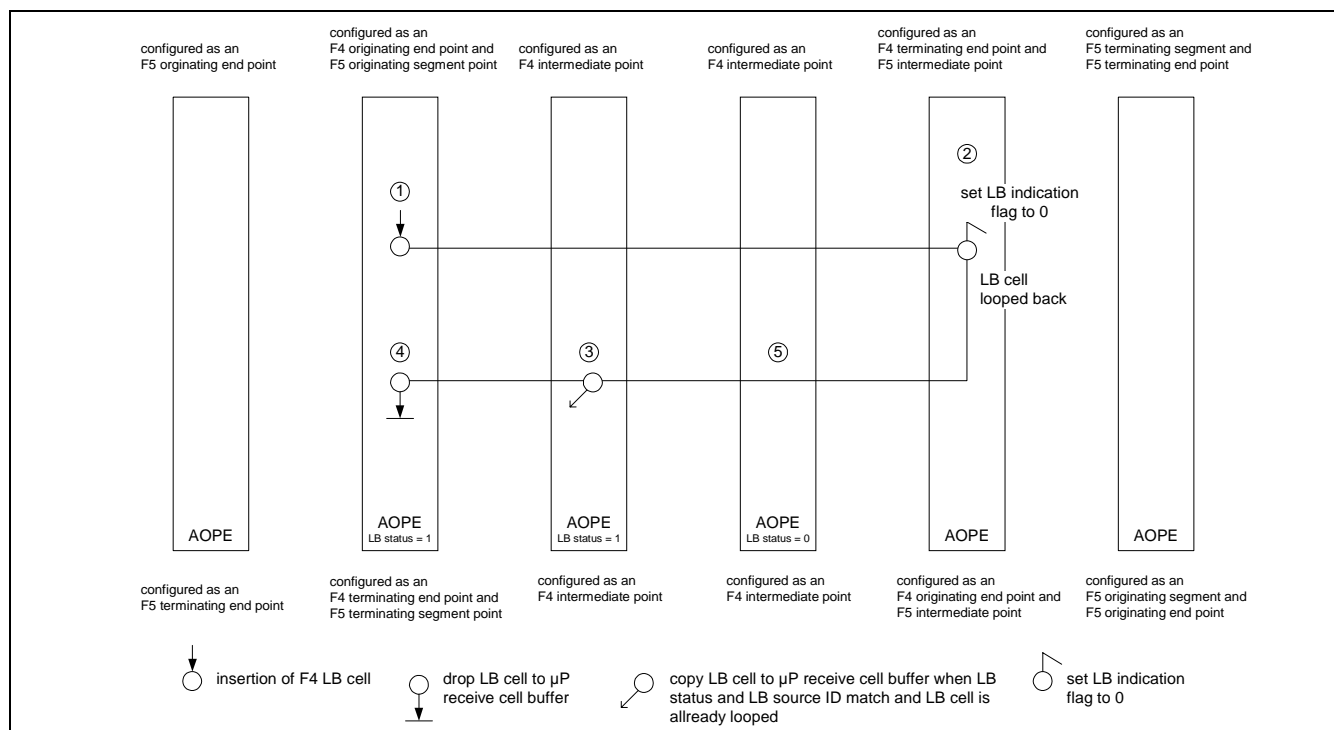 configured as an
F5 orginating end point
configured as an
F4 originating end point and
F5 originating segment point
configured as an
F4 intermediate point
configured as an
F4 intermediate point
configured as an
F4 terminating end point and
F5 intermediate point
configured as an
F5 terminating segment and
F5 terminating end point
1
2
set LB indication
flag to 0
LB cell
looped back
4
3
5
AOPE
AOPE
LB status = 1
AOPE
LB status = 1
AOPE
LB status = 0
AOPE
AOPE
configured as an
F5 terminating end point
configured as an
F4 terminating end point and
F5 terminating segment point
configured as an
F4 intermediate point
configured as an
F4 intermediate point
configured as an
F4 originating end point and
F5 intermediate point
configured as an
F5 originating segment and
F5 originating end point
insertion of F4 LB cell
drop LB cell to µP
receive cell buffer
copy LB cell to µP receive cell buffer when LB
status and LB source ID match and LB cell is
allready looped
set LB indication
flag to 0